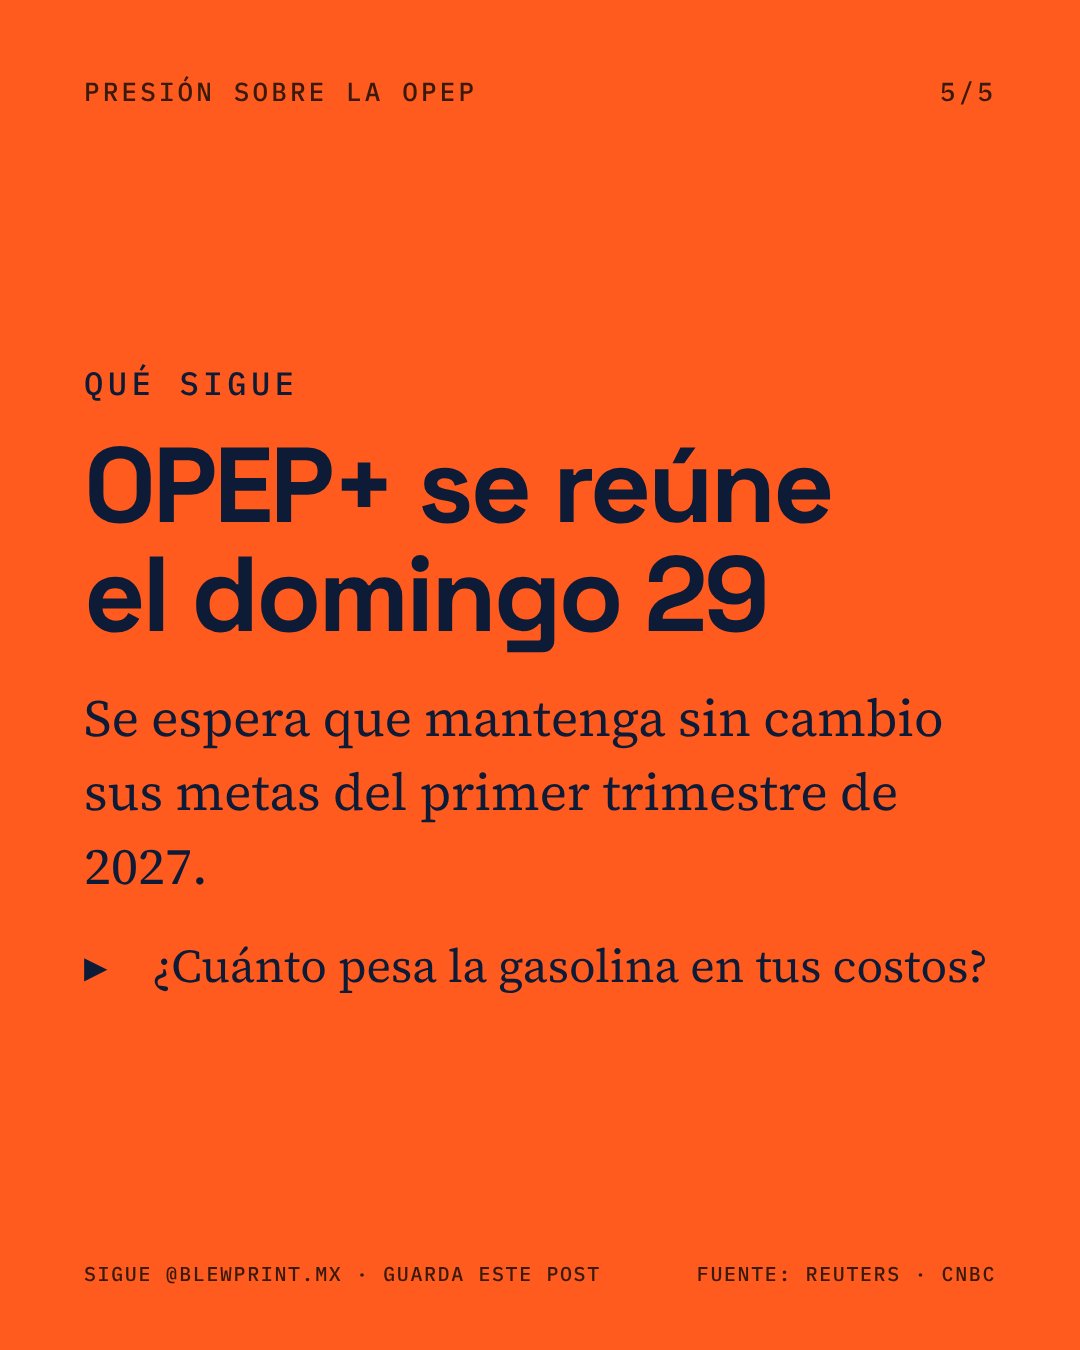 PRESIÓN SOBRE LA OPEP
5/5
QUÉ SIGUE
OPEP+ se reúne
el domingo 29
Se espera que mantenga sin cambio
sus metas del primer trimestre de
2027.
▶ ¿Cuánto pesa la gasolina en tus costos?
SIGUE @BLEWPRINT.MX · GUARDA ESTE POST
FUENTE: REUTERS · CNBC